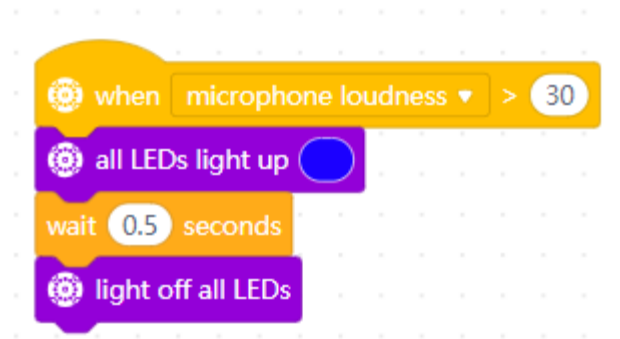 when microphone loudness > 30
all LEDs light up
wait 0.5 seconds
light off all LEDs